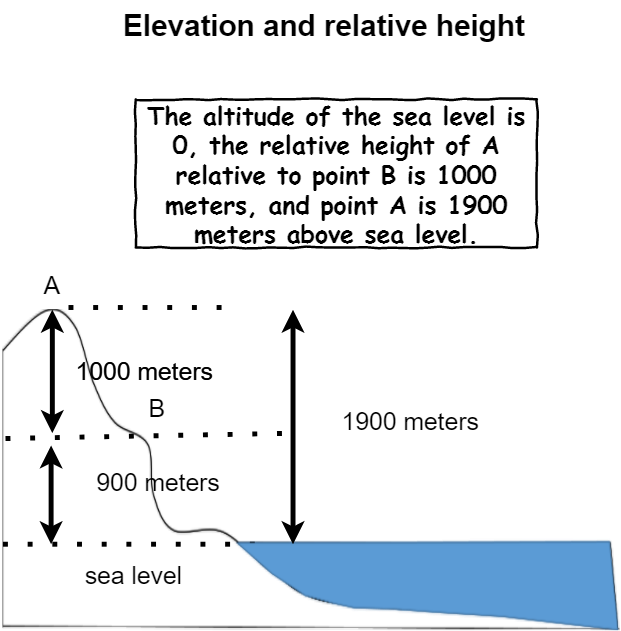 Elevation and relative height
The altitude of the sea level is
0, the relative height of A
relative to point B is 1000
meters, and point A is 1900
meters above sea level.
A
1000 meters
B
1900 meters
900 meters
sea level